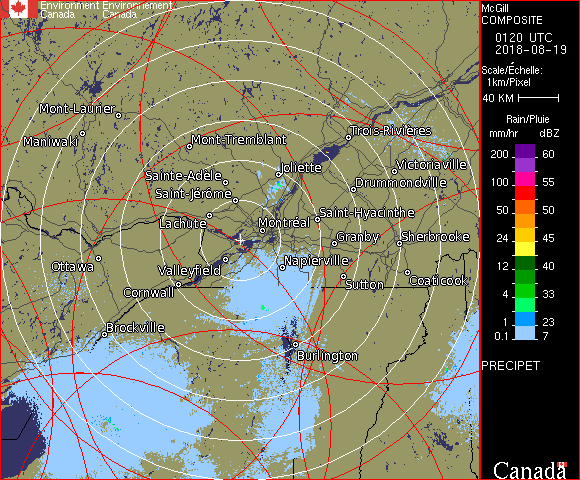 Environment Environnement
Canada Canada
McGill
COMPOSITE
0120 UTC
2018-08-19
Scale/Échelle:
1km/Pixel
40 KM
Rain/Pluie
mm/hr dBZ
200 60
100 55
50 50
24 45
12 40
4 33
1 23
0.1 7
PRECIPET
Canada
Mont-Laurier
Maniwaki
Mont-Tremblant
Trois-Rivières
Sainte-Adèle
Joliette
Victoriaville
Saint-Jérôme
Drummondville
Lachute
Montréal
Saint-Hyacinthe
Granby
Sherbrooke
Ottawa
Valleyfield
Napierville
Cornwall
Sutton
Coaticook
Brockville
Burlington